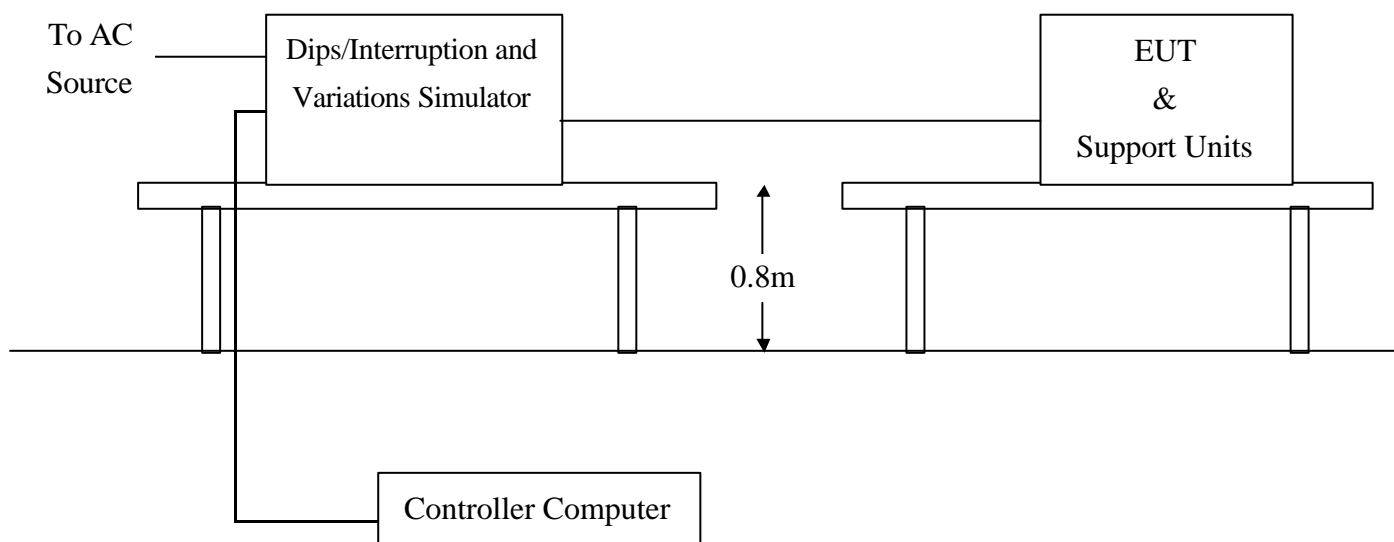 To AC
Source
Dips/Interruption and
Variations Simulator
EUT
&
Support Units
0.8m
Controller Computer